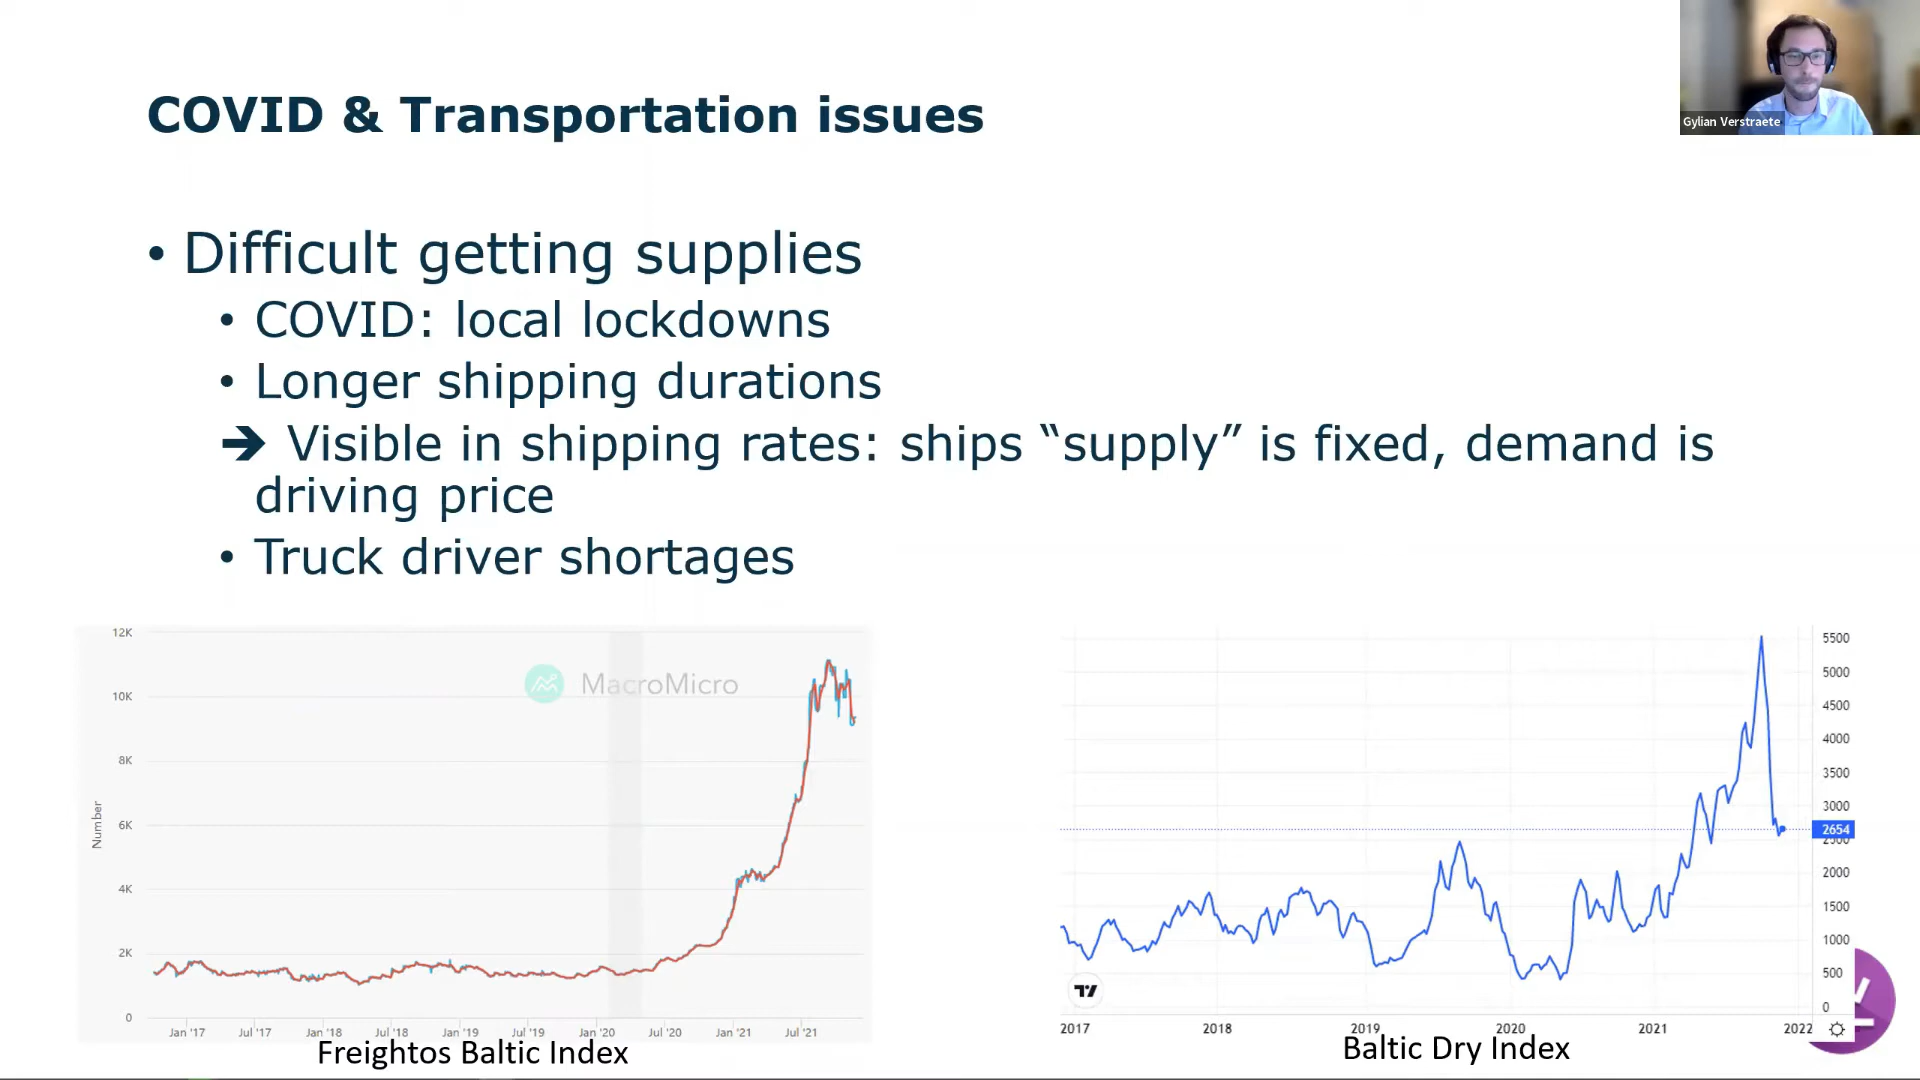 COVID & Transportation issues
Gylian Verstraete
• Difficult getting supplies
• COVID: local lockdowns
• Longer shipping durations
➔ Visible in shipping rates: ships “supply” is fixed, demand is
driving price
• Truck driver shortages
MacroMicro
Number
12K
10K
8K
6K
4K
2K
0
Jan '17 Jul '17 Jan '18 Jul '18 Jan '19 Jul '19 Jan '20 Jul '20 Jan '21 Jul '21
Freightos Baltic Index
5500
5000
4500
4000
3500
3000
2654
2500
2000
1500
1000
500
0
2017 2018 2019 2020 2021 2022
Baltic Dry Index